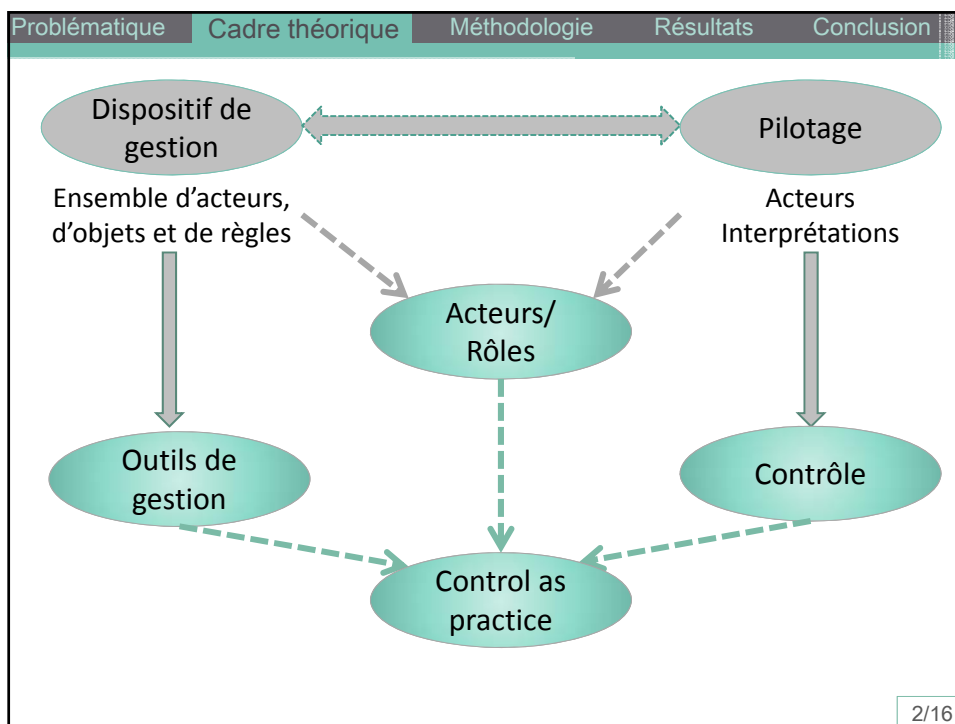 Problématique Cadre théorique Méthodologie Résultats Conclusion
Dispositif de
gestion
Pilotage
Ensemble d'acteurs,
d'objets et de règles
Acteurs
Interprétations
Acteurs/
Rôles
Outils de
gestion
Contrôle
Control as
practice
2/16